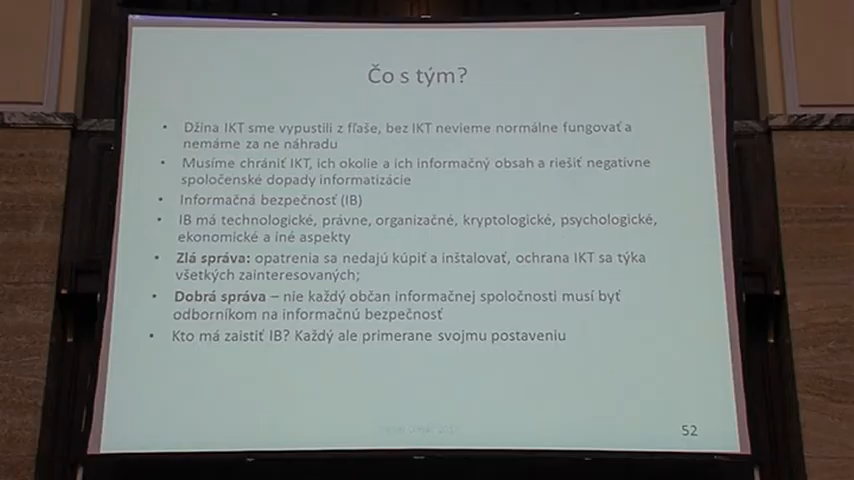 Čo s tým?
• Džina IKT sme vypustili z fľaše, bez IKT nevieme normálne fungovať a
nemáme za ne náhradu
• Musíme chrániť IKT, ich okolie a ich informačný obsah a riešiť negatívne
spoločenské dopady informatizácie
• Informačná bezpečnosť (IB)
• IB má technologické, právne, organizačné, kryptologické, psychologické,
ekonomické a iné aspekty
• Zlá správa: opatrenia sa nedajú kúpiť a inštalovať, ochrana IKT sa týka
všetkých zainteresovaných;
• Dobrá správa – nie každý občan informačnej spoločnosti musí byť
odborníkom na informačnú bezpečnosť
• Kto má zaistiť IB? Každý ale primerane svojmu postaveniu
52